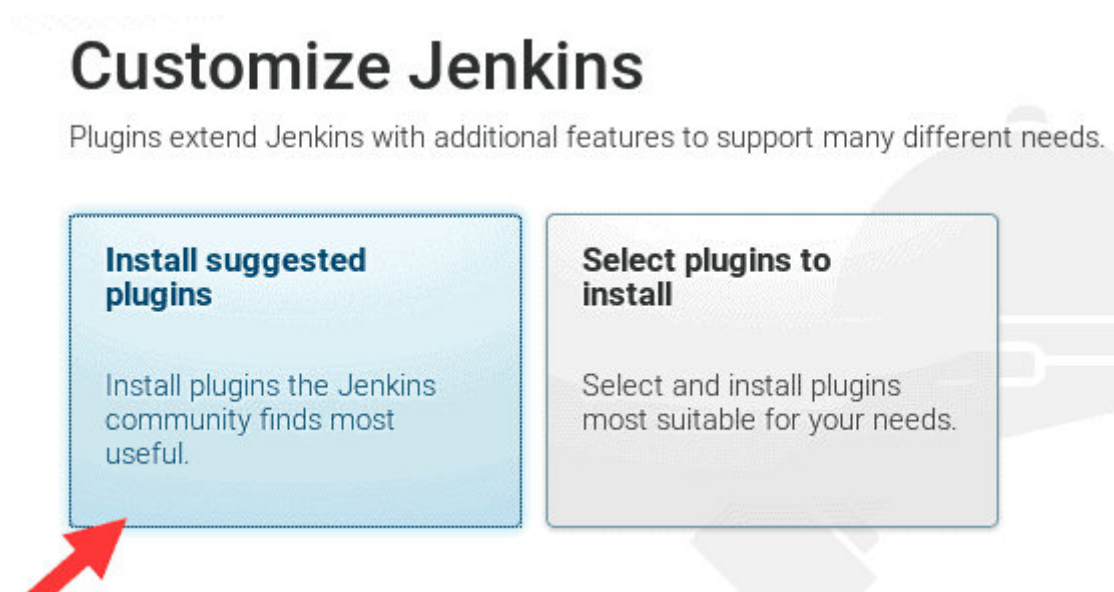 Customize Jenkins
Plugins extend Jenkins with additional features to support many different needs.
Install suggested
plugins
Install plugins the Jenkins
community finds most
useful.
Select plugins to
install
Select and install plugins
most suitable for your needs.